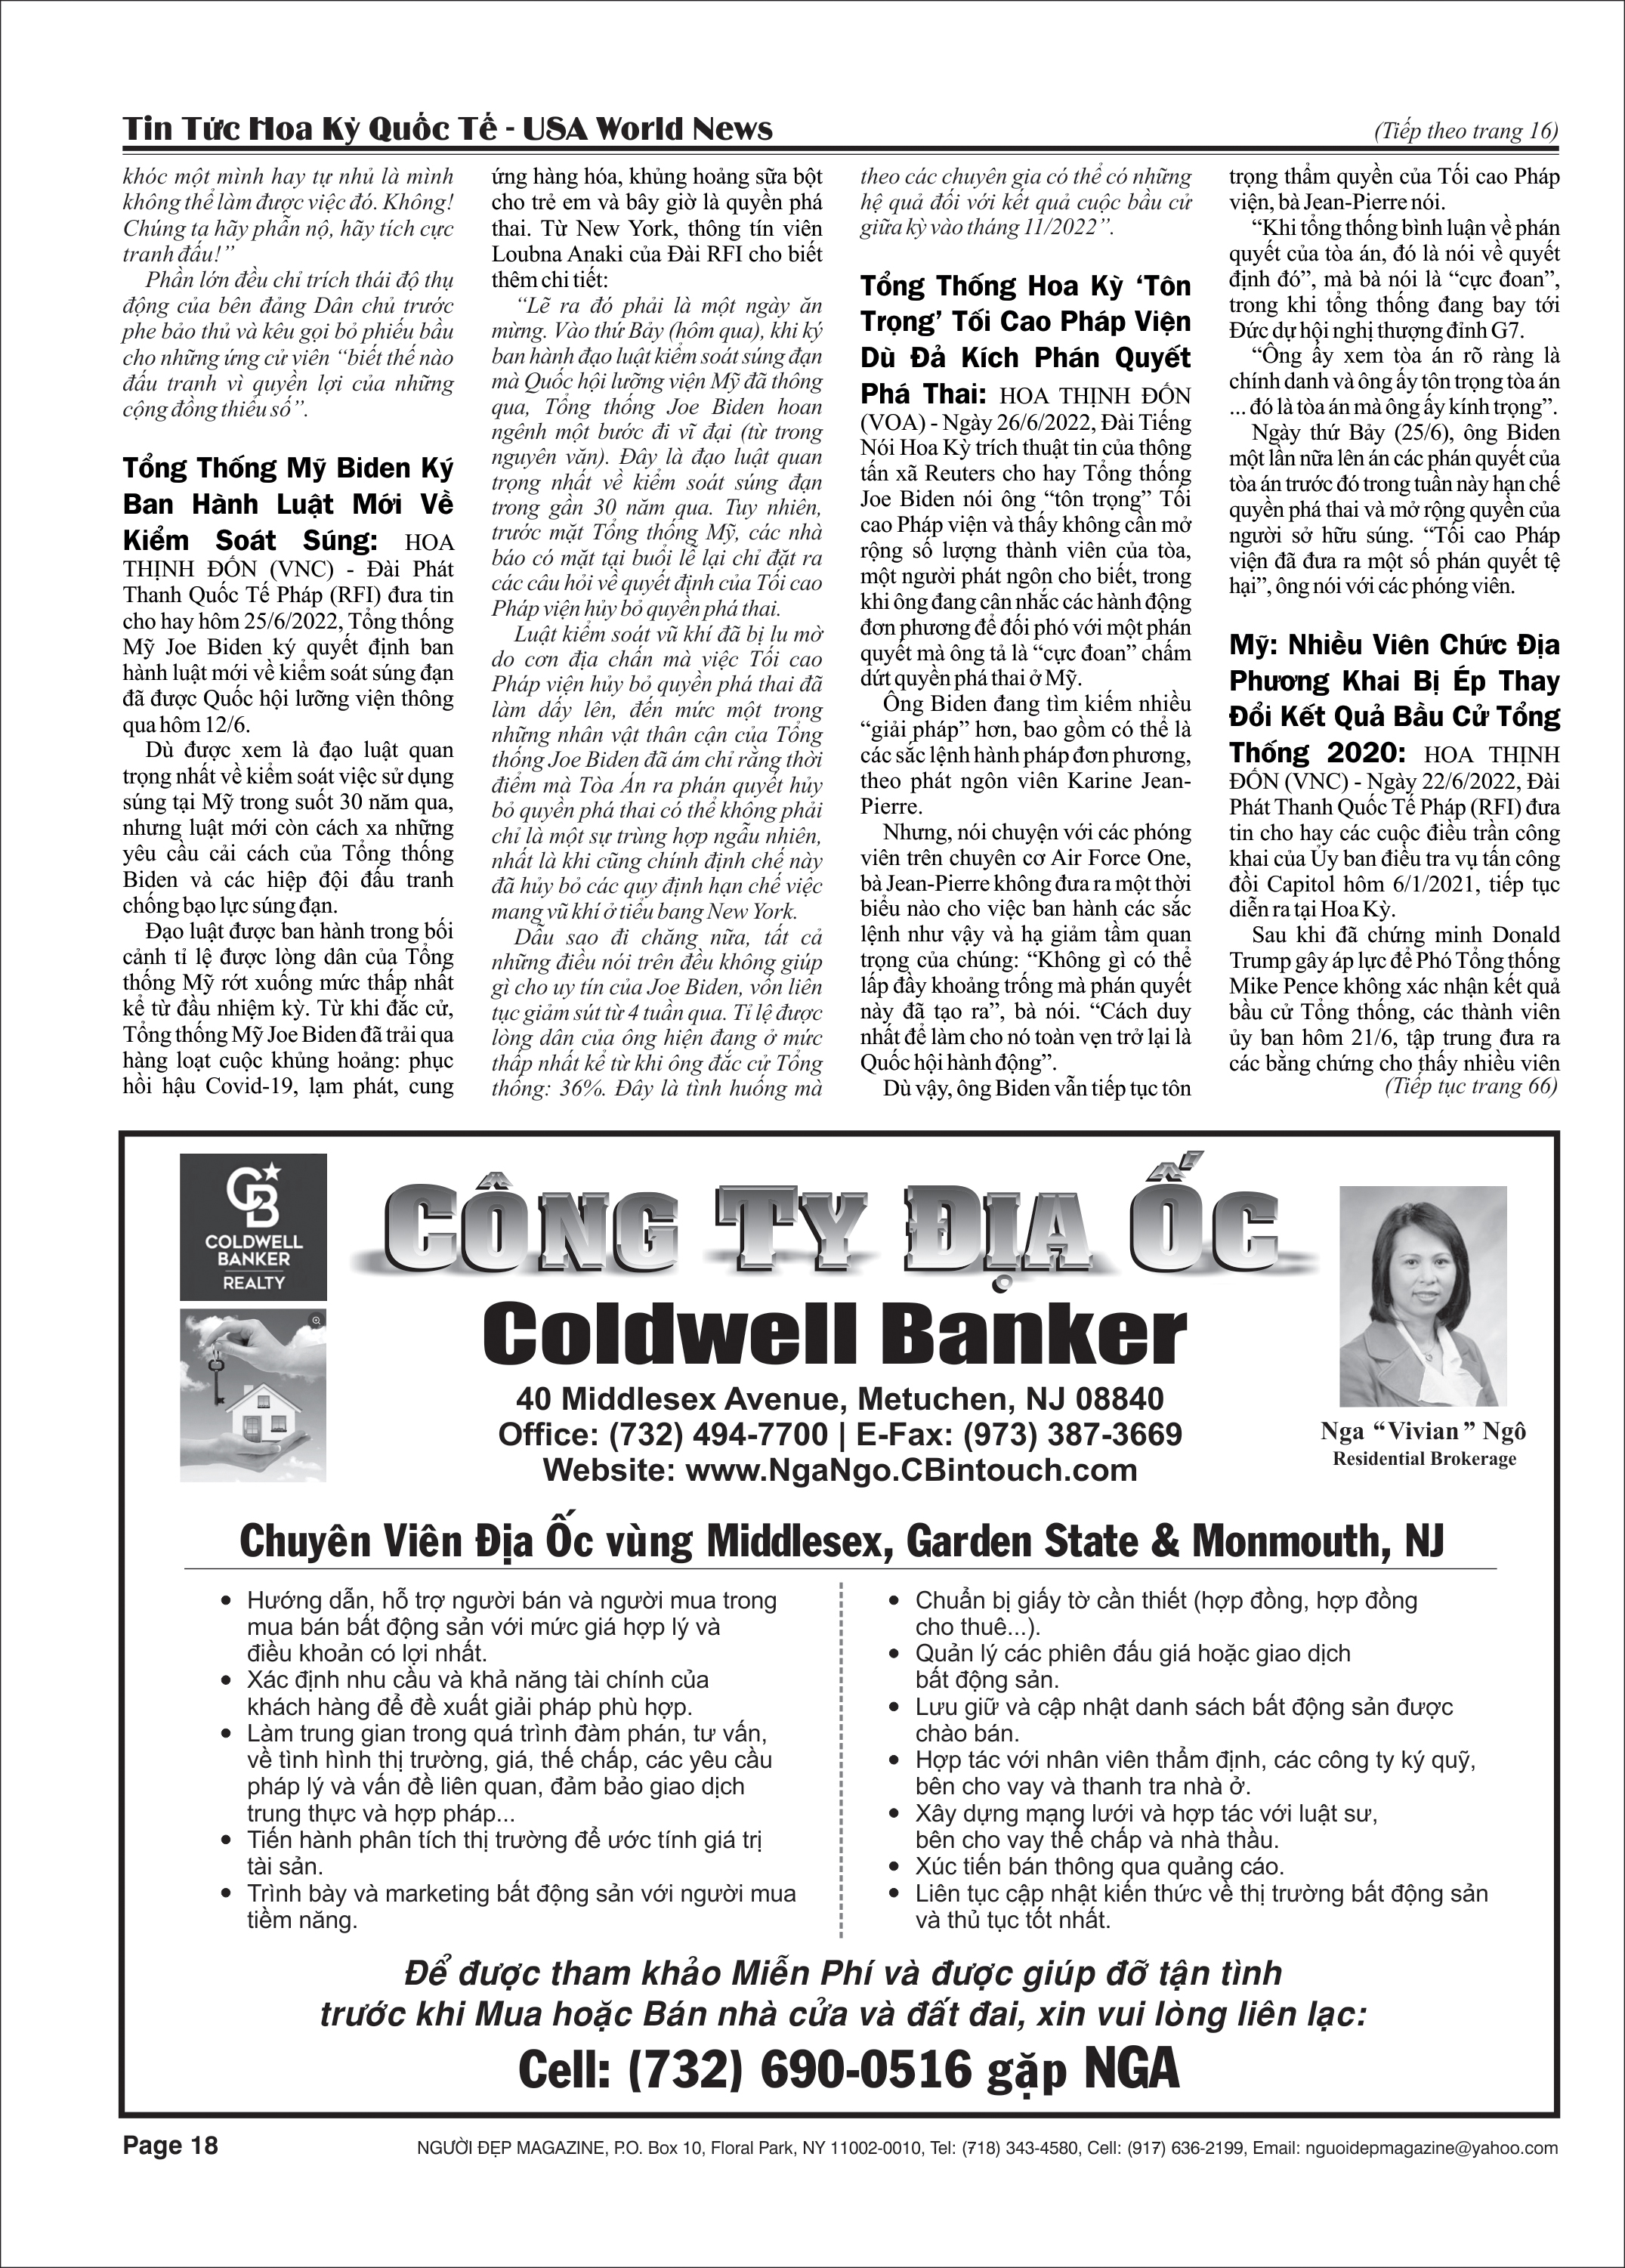 Tin Tức Hoa Kỳ Quốc Tế - USA World News
(Tiếp theo trang 16)
khóc một mình hay tự nhủ là mình
không thể làm được việc đó. Không!
Chúng ta hãy phẫn nộ, hãy tích cực
tranh đấu!”
Phần lớn đều chỉ trích thái độ thụ
động của bên đảng Dân chủ trước
phe bảo thủ và kêu gọi bỏ phiếu bầu
cho những ứng cử viên “biết thế nào
đấu tranh vì quyền lợi của những
cộng đồng thiểu số”.
Tổng Thống Mỹ Biden Ký
Ban Hành Luật Mới Về
Kiểm Soát Súng: HOA
THỊNH ĐỐN (VNC) - Đài Phát
Thanh Quốc Tế Pháp (RFI) đưa tin
cho hay hôm 25/6/2022, Tổng thống
Mỹ Joe Biden ký quyết định ban
hành luật mới về kiểm soát súng đạn
đã được Quốc hội lưỡng viện thông
qua hôm 12/6.
Dù được xem là đạo luật quan
trọng nhất về kiểm soát việc sử dụng
súng tại Mỹ trong suốt 30 năm qua,
nhưng luật mới còn cách xa những
yêu cầu cải cách của Tổng thống
Biden và các hiệp đội đấu tranh
chống bạo lực súng đạn.
Đạo luật được ban hành trong bối
cảnh tỉ lệ được lòng dân của Tổng
thống Mỹ rớt xuống mức thấp nhất
kể từ đầu nhiệm kỳ. Từ khi đắc cử,
Tổng thống Mỹ Joe Biden đã trải qua
hàng loạt cuộc khủng hoảng: phục
hồi hậu Covid-19, lạm phát, cung
ứng hàng hóa, khủng hoảng sữa bột
cho trẻ em và bây giờ là quyền phá
thai. Từ New York, thông tín viên
Loubna Anaki của Đài RFI cho biết
thêm chi tiết:
“Lẽ ra đó phải là một ngày ăn
mừng. Vào thứ Bảy (hôm qua), khi ký
ban hành đạo luật kiểm soát súng đạn
mà Quốc hội lưỡng viện Mỹ đã thông
qua, Tổng thống Joe Biden hoan
ngênh một bước đi vĩ đại (từ trong
nguyên văn). Đây là đạo luật quan
trọng nhất về kiểm soát súng đạn
trong gần 30 năm qua. Tuy nhiên,
trước mặt Tổng thống Mỹ, các nhà
báo có mặt tại buổi lễ lại chỉ đặt ra
các câu hỏi về quyết định của Tối cao
Pháp viện hủy bỏ quyền phá thai.
Luật kiểm soát vũ khí đã bị lu mờ
do cơn địa chấn mà việc Tối cao
Pháp viện hủy bỏ quyền phá thai đã
làm dấy lên, đến mức một trong
những nhân vật thân cận của Tổng
thống Joe Biden đã ám chỉ rằng thời
điểm mà Tòa Án ra phán quyết hủy
bỏ quyền phá thai có thể không phải
chỉ là một sự trùng hợp ngẫu nhiên,
nhất là khi cũng chính định chế này
đã hủy bỏ các quy định hạn chế việc
mang vũ khí ở tiểu bang New York.
Dẫu sao đi chăng nữa, tất cả
những điều nói trên đều không giúp
gì cho uy tín của Joe Biden, vốn liên
tục giảm sút từ 4 tuần qua. Tỉ lệ được
lòng dân của ông hiện đang ở mức
thấp nhất kể từ khi ông đắc cử Tổng
thống: 36%. Đây là tình huống mà
theo các chuyên gia có thể có những
hệ quả đối với kết quả cuộc bầu cử
giữa kỳ vào tháng 11/2022”.
Tổng Thống Hoa Kỳ ‘Tôn
Trọng’ Tối Cao Pháp Viện
Dù Đả Kích Phán Quyết
Phá Thai: HOA THỊNH ĐỐN
(VOA) - Ngày 26/6/2022, Đài Tiếng
Nói Hoa Kỳ trích thuật tin của thông
tấn xã Reuters cho hay Tổng thống
Joe Biden nói ông “tôn trọng” Tối
cao Pháp viện và thấy không cần mở
rộng số lượng thành viên của tòa,
một người phát ngôn cho biết, trong
khi ông đang cân nhắc các hành động
đơn phương để đối phó với một phán
quyết mà ông tả là “cực đoan” chấm
dứt quyền phá thai ở Mỹ.
Ông Biden đang tìm kiếm nhiều
“giải pháp” hơn, bao gồm có thể là
các sắc lệnh hành pháp đơn phương,
theo phát ngôn viên Karine Jean-
Pierre.
Nhưng, nói chuyện với các phóng
viên trên chuyên cơ Air Force One,
bà Jean-Pierre không đưa ra một thời
biểu nào cho việc ban hành các sắc
lệnh như vậy và hạ giảm tầm quan
trọng của chúng: “Không gì có thể
lấp đầy khoảng trống mà phán quyết
này đã tạo ra”, bà nói. “Cách duy
nhất để làm cho nó toàn vẹn trở lại là
Quốc hội hành động”.
Dù vậy, ông Biden vẫn tiếp tục tôn
trọng thẩm quyền của Tối cao Pháp
viện, bà Jean-Pierre nói.
“Khi tổng thống bình luận về phán
quyết của tòa án, đó là nói về quyết
định đó”, mà bà nói là “cực đoan”,
trong khi tổng thống đang bay tới
Đức dự hội nghị thượng đỉnh G7.
“Ông ấy xem tòa án rõ ràng là
chính danh và ông ấy tôn trọng tòa án
... đó là tòa án mà ông ấy kính trọng”.
Ngày thứ Bảy (25/6), ông Biden
một lần nữa lên án các phán quyết của
tòa án trước đó trong tuần này hạn chế
quyền phá thai và mở rộng quyền của
người sở hữu súng. “Tối cao Pháp
viện đã đưa ra một số phán quyết tệ
hại”, ông nói với các phóng viên.
Mỹ: Nhiều Viên Chức Địa
Phương Khai Bị Ép Thay
Đổi Kết Quả Bầu Cử Tổng
Thống 2020: HOA THỊNH
ĐỐN (VNC) - Ngày 22/6/2022, Đài
Phát Thanh Quốc Tế Pháp (RFI) đưa
tin cho hay các cuộc điều trần công
khai của Ủy ban điều tra vụ tấn công
đồi Capitol hôm 6/1/2021, tiếp tục
diễn ra tại Hoa Kỳ.
Sau khi đã chứng minh Donald
Trump gây áp lực để Phó Tổng thống
Mike Pence không xác nhận kết quả
bầu cử Tổng thống, các thành viên
ủy ban hôm 21/6, tập trung đưa ra
các bằng chứng cho thấy nhiều viên
(Tiếp tục trang 66)
CB
COLDWELL
BANKER
REALTY
CÔNG TY ĐỊA ỐC
Coldwell Banker
40 Middlesex Avenue, Metuchen, NJ 08840
Office: (732) 494-7700 | E-Fax: (973) 387-3669
Website: www.NgaNgo.CBintouch.com
Nga “Vivian” Ngô
Residential Brokerage
Chuyên Viên Địa Ốc vùng Middlesex, Garden State & Monmouth, NJ
• Hướng dẫn, hỗ trợ người bán và người mua trong
mua bán bất động sản với mức giá hợp lý và
điều khoản có lợi nhất.
• Xác định nhu cầu và khả năng tài chính của
khách hàng để đề xuất giải pháp phù hợp.
• Làm trung gian trong quá trình đàm phán, tư vấn,
về tình hình thị trường, giá, thế chấp, các yêu cầu
pháp lý và vấn đề liên quan, đảm bảo giao dịch
trung thực và hợp pháp...
• Tiến hành phân tích thị trường để ước tính giá trị
tài sản.
• Trình bày và marketing bất động sản với người mua
tiềm năng.
• Chuẩn bị giấy tờ cần thiết (hợp đồng, hợp đồng
cho thuê...).
• Quản lý các phiên đấu giá hoặc giao dịch
bất động sản.
• Lưu giữ và cập nhật danh sách bất động sản được
chào bán.
• Hợp tác với nhân viên thẩm định, các công ty ký quỹ,
bên cho vay và thanh tra nhà ở.
• Xây dựng mạng lưới và hợp tác với luật sư,
bên cho vay thế chấp và nhà thầu.
• Xúc tiến bán thông qua quảng cáo.
• Liên tục cập nhật kiến thức về thị trường bất động sản
và thủ tục tốt nhất.
Để được tham khảo Miễn Phí và được giúp đỡ tận tình
trước khi Mua hoặc Bán nhà cửa và đất đai, xin vui lòng liên lạc:
Cell: (732) 690-0516 gặp NGA
Page 18
NGƯỜI ĐẸP MAGAZINE, P.O. Box 10, Floral Park, NY 11002-0010, Tel: (718) 343-4580, Cell: (917) 636-2199, Email: nguoidepmagazine@yahoo.com